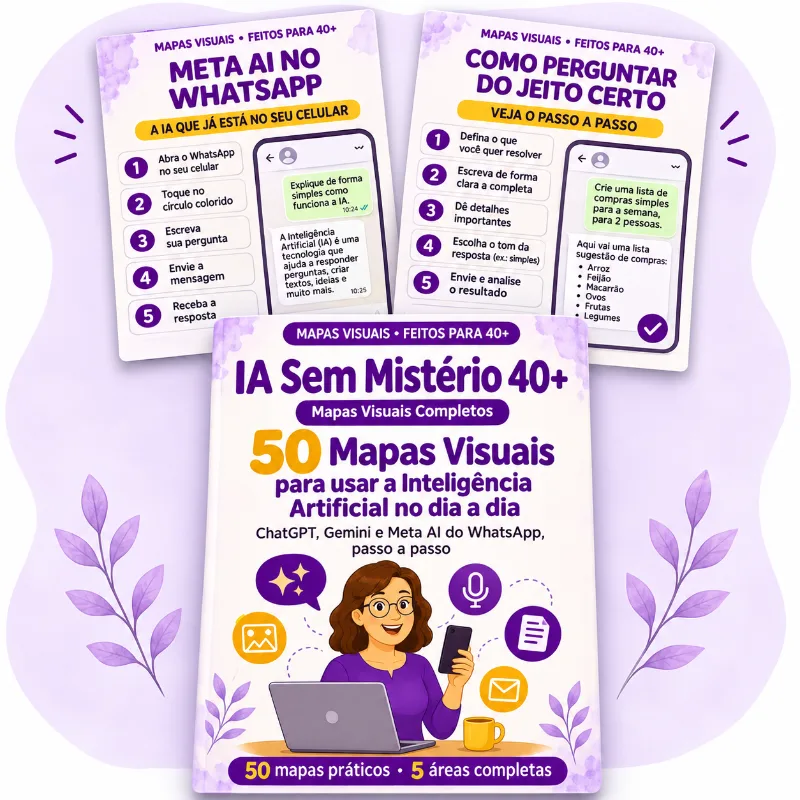 MAPAS VISUAIS • FEITOS PARA 40+
META AI NO
WHATSAPP
A IA QUE JÁ ESTÁ NO SEU CELULAR
1 Abra o WhatsApp
no seu celular
2 Toque no
círculo colorido
3 Escreva
sua pergunta
4 Envie a
mensagem
5 Receba a
resposta
Explique de forma
simples como
funciona a IA.
10:24
A Inteligência
Artificial (IA) é uma
tecnologia que
ajuda a responder
perguntas, criar
textos, ideias e
muito mais.
10:25
MAPAS VISUAIS • FEITOS PARA 40+
COMO PERGUNTAR
DO JEITO CERTO
VEJA O PASSO A PASSO
1 Defina o que
você quer resolver
2 Escreva de forma
clara a completa
3 Dê detalhes
importantes
4 Escolha o tom da
resposta (ex.: simples)
5 Envie e analise
o resultado
Crie uma lista de
compras simples
para a semana,
para 2 pessoas.
Aqui vai uma lista
sugestão de compras:
• Arroz
• Feijão
• Macarrão
• Ovos
• Frutas
• Legumes
MAPAS VISUAIS • FEITOS PARA 40+
IA Sem Mistério 40+
Mapas Visuais Completos
50 Mapas Visuais
para usar a Inteligência
Artificial no dia a dia
ChatGPT, Gemini e Meta AI do WhatsApp,
passo a passo
50 mapas práticos • 5 áreas completas